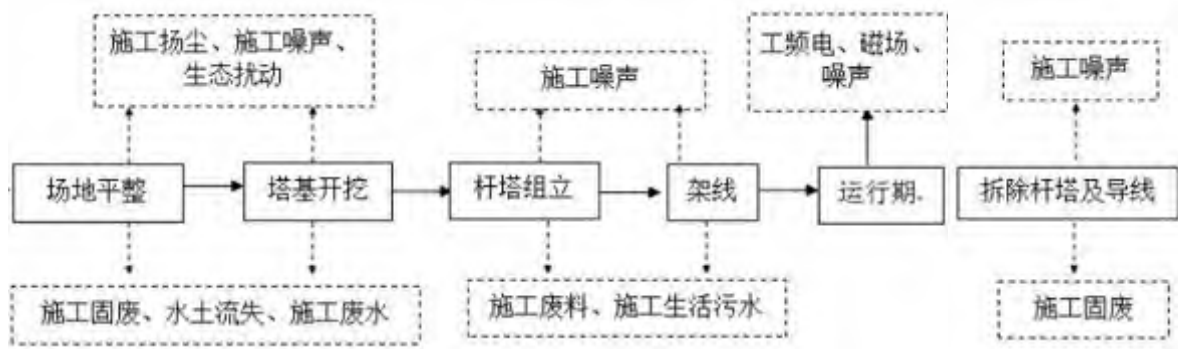 施工扬尘、施工噪声、
生态扰动
施工噪声
工频电、磁场、
噪声
施工噪声
场地平整
塔基开挖
杆塔组立
架线
运行期.
拆除杆塔及导线
施工固废、水土流失、施工废水
施工废料、施工生活污水
施工固废